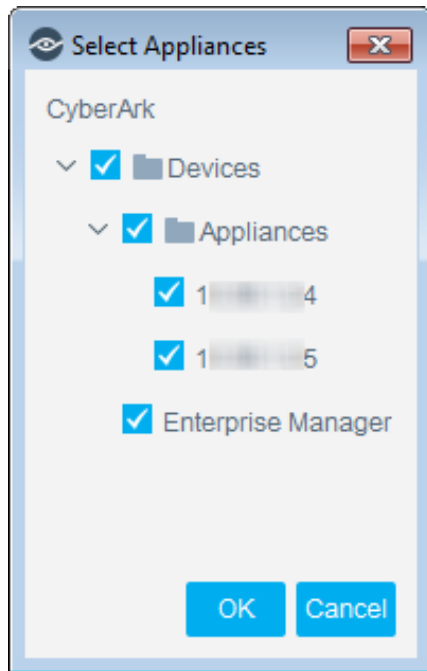 Select Appliances
CyberArk
Devices
Appliances
Enterprise Manager
OK Cancel